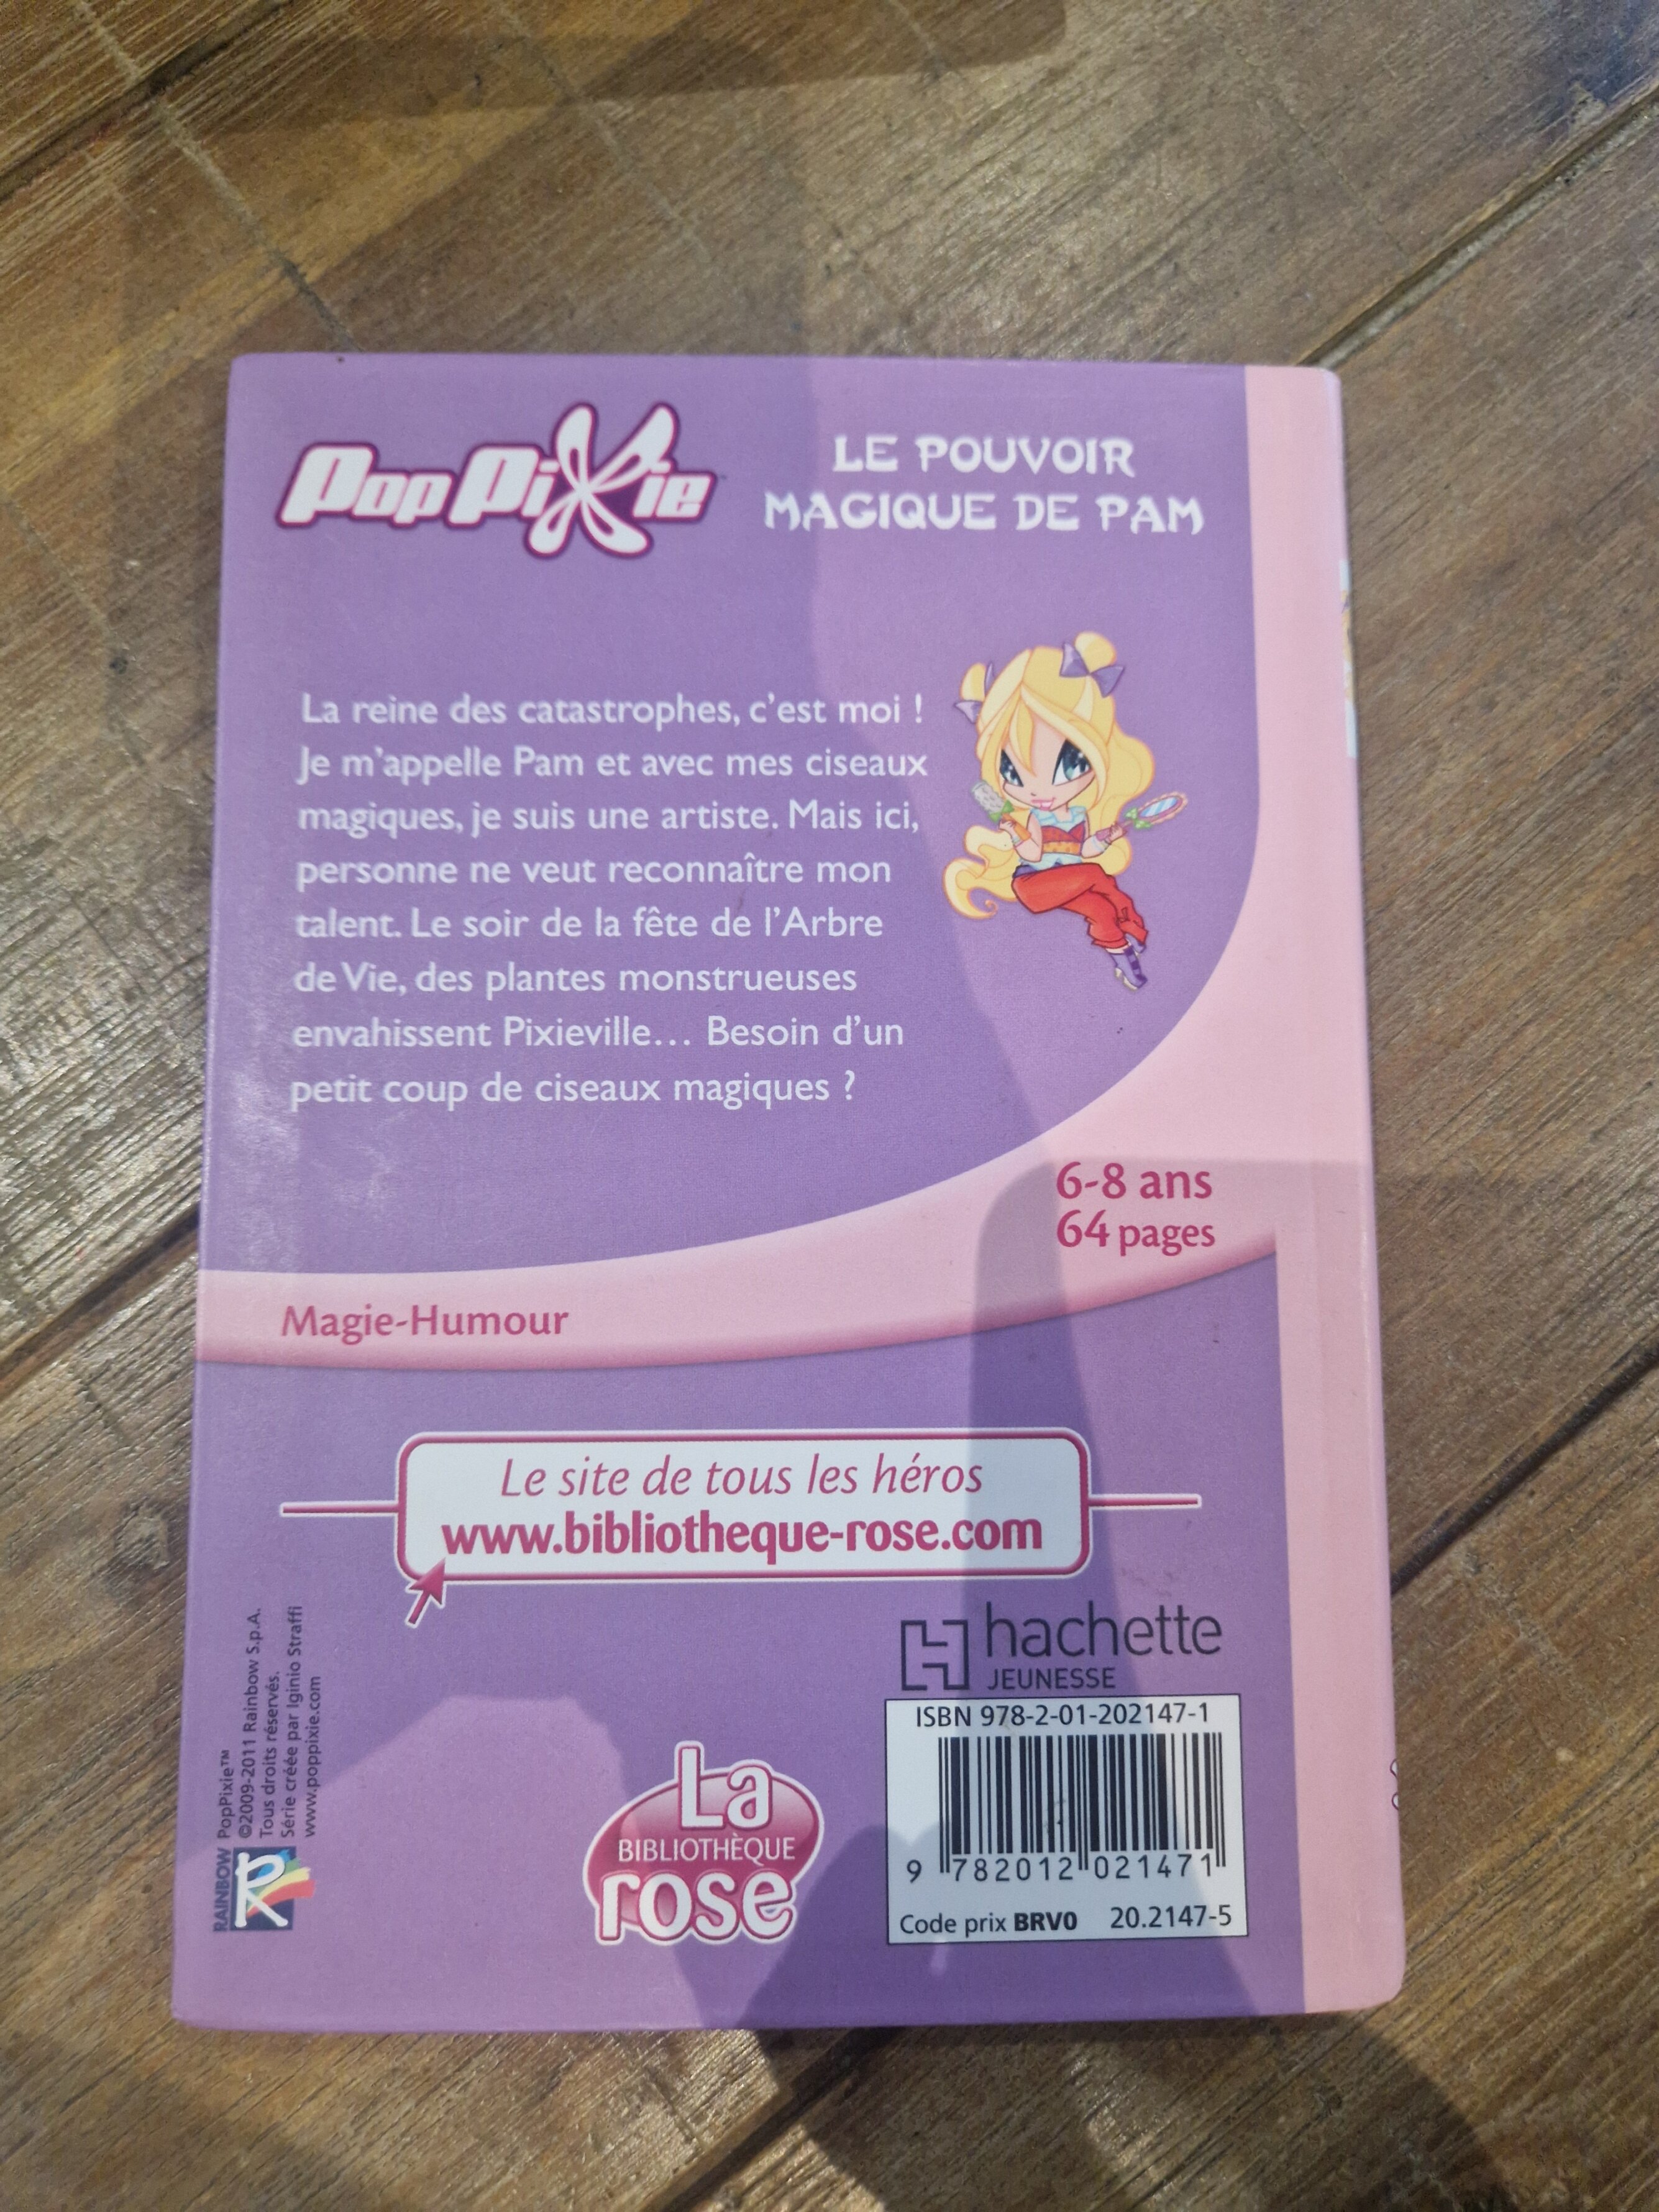 PopPixie
LE POUVOIR
MAGIQUE DE PAM
La reine des catastrophes, c'est moi !
Je m'appelle Pam et avec mes ciseaux
magiques, je suis une artiste. Mais ici,
personne ne veut reconnaître mon
talent. Le soir de la fête de l'Arbre
de Vie, des plantes monstrueuses
envahissent Pixieville... Besoin d'un
petit coup de ciseaux magiques ?
6-8 ans
64 pages
Magie-Humour
Le site de tous les héros
www.bibliotheque-rose.com
hachette
JEUNESSE
ISBN 978-2-01-202147-1
9 782012 021471
Code prix BRV0 20.2147-5
La
BIBLIOTHÈQUE
rose
RAINBOW
R
PopPixie™
©2009-2011 Rainbow S.p.A.
Tous droits réservés.
Série créée par Iginio Straffi
www.poppixie.com